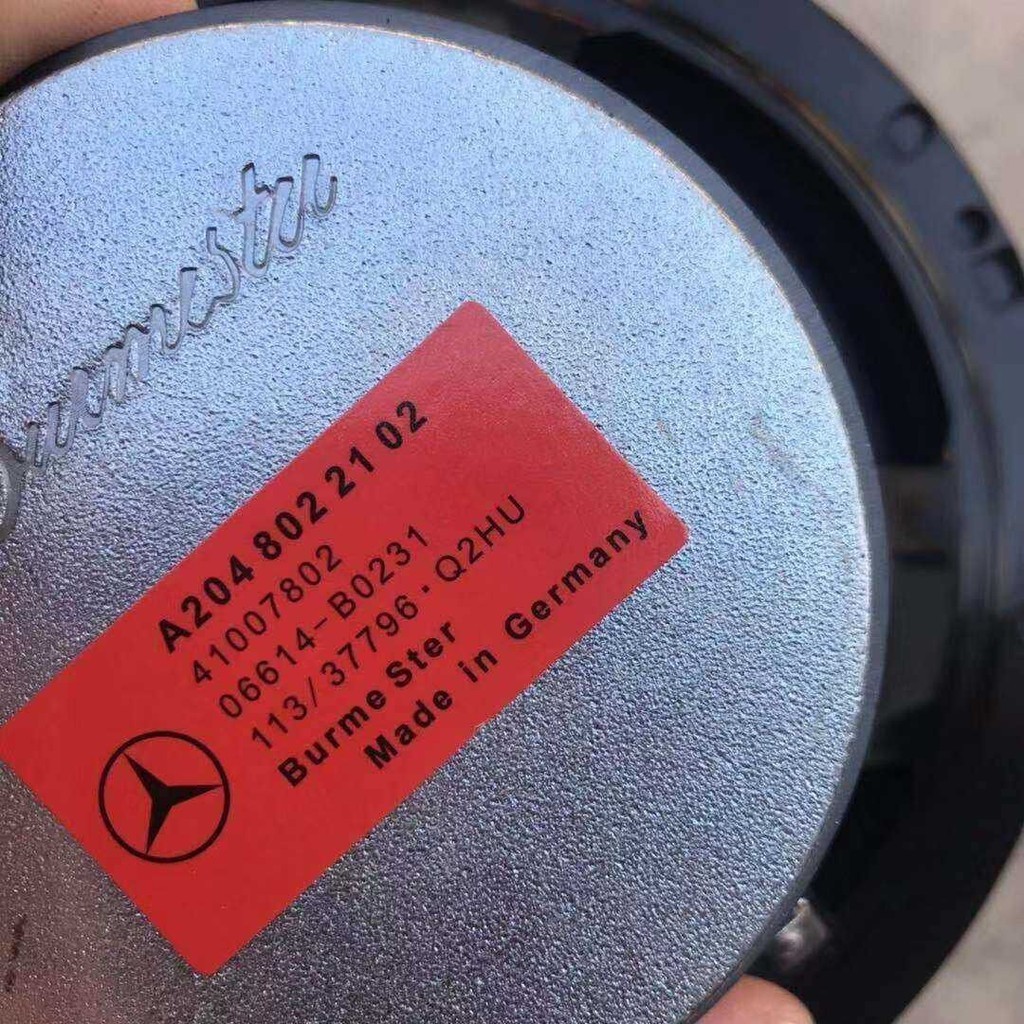 Burmester
A204 802 21 02
41007802
06614-B0231
113/37796·Q2HU
Burme Ster
Made in Germany